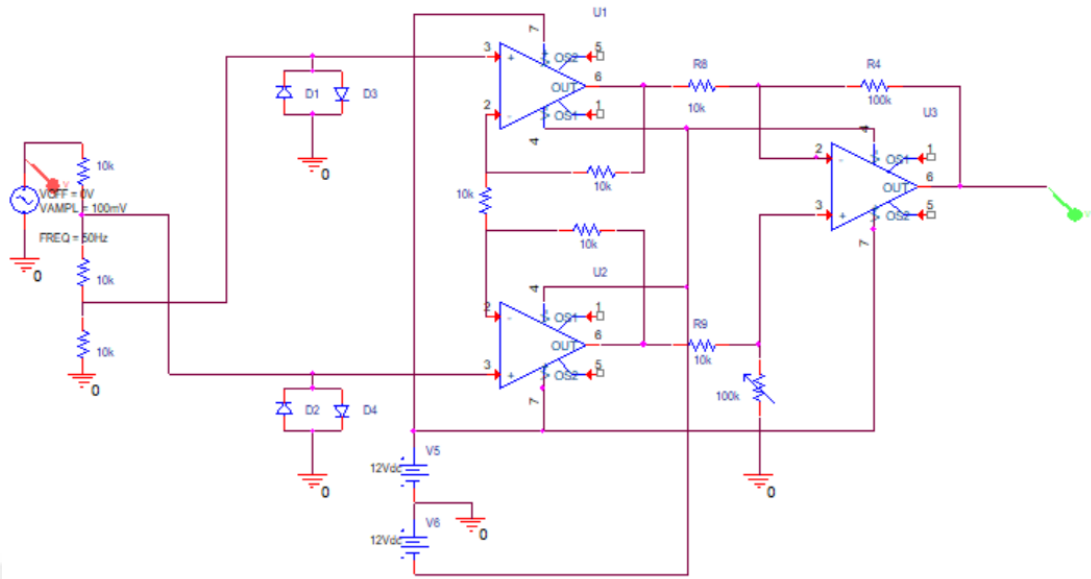 U1
7
3
+
OS2
5
OUT
6
2
-
OS1
1
4
R8
10k
R4
100k
U3
D1
D3
0
10k
VOFF = 0V
VAMPL = 100mV
FREQ = 50Hz
0
10k
10k
0
10k
10k
10k
4
2
-
OS1
1
OUT
6
3
+
OS2
5
7
U2
4
2
-
OS1
1
OUT
6
3
+
OS2
5
7
R9
10k
100k
0
D2
D4
0
V5
12Vdc
0
V6
12Vdc